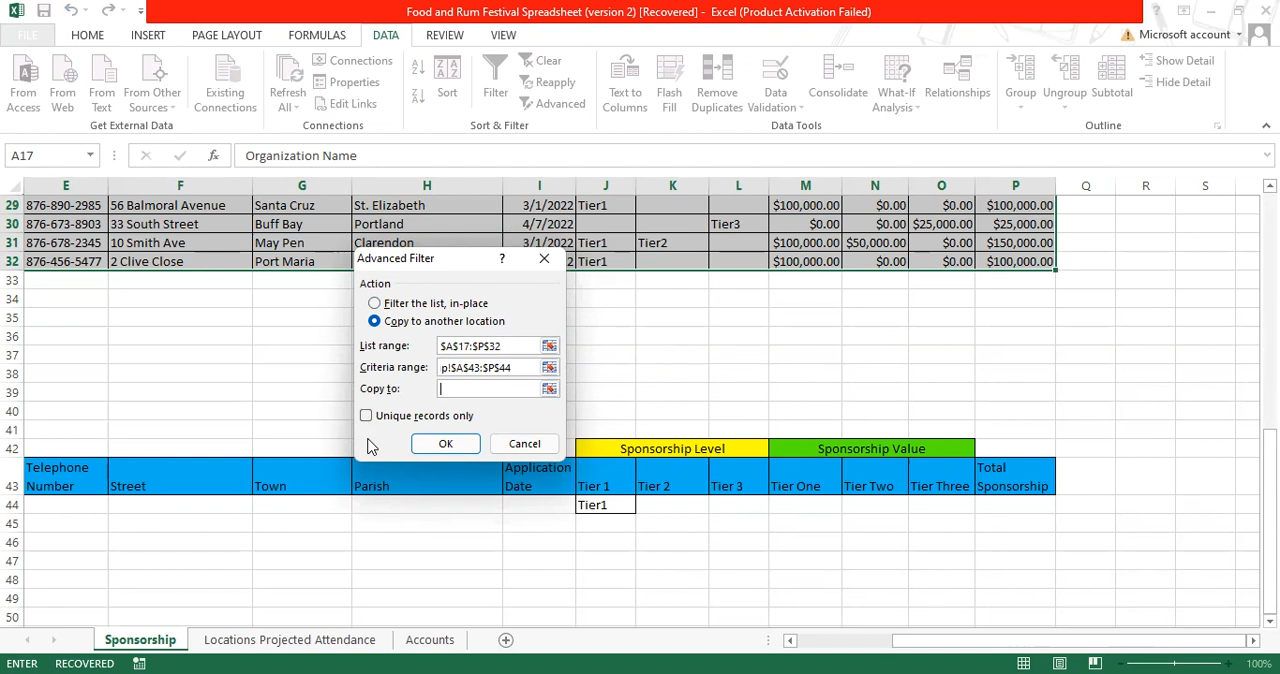 Food and Rum Festival Spreadsheet (version 2) [Recovered] - Excel (Product Activation Failed)
FILE HOME INSERT PAGE LAYOUT FORMULAS DATA REVIEW VIEW Microsoft account
From Access
From Web
From Text
From Other Sources
Existing Connections
Get External Data
Refresh All
Connections
Properties
Edit Links
Connections
Sort
Filter
Clear
Reapply
Advanced
Sort & Filter
Text to Columns
Flash Fill
Remove Duplicates
Data Validation
Consolidate
What-If Analysis
Relationships
Data Tools
Group
Ungroup
Subtotal
Show Detail
Hide Detail
Outline
A17 fx Organization Name
E F G H I J K L M N O P Q R S
29 876-890-2985 56 Balmoral Avenue Santa Cruz St. Elizabeth 3/1/2022 Tier1 $100,000.00 $0.00 $0.00 $100,000.00
30 876-673-8903 33 South Street Buff Bay Portland 4/7/2022 Tier3 $0.00 $0.00 $25,000.00 $25,000.00
31 876-678-2345 10 Smith Ave May Pen Clarendon 3/1/2022 Tier1 Tier2 $100,000.00 $50,000.00 $0.00 $150,000.00
32 876-456-5477 2 Clive Close Port Maria 2 Tier1 $100,000.00 $0.00 $0.00 $100,000.00
33
34
35
36
37
38
39
40
41
42 Sponsorship Level Sponsorship Value
43 Telephone Number Street Town Parish Application Date Tier 1 Tier 2 Tier 3 Tier One Tier Two Tier Three Total Sponsorship
44 Tier1
45
46
47
48
49
50
Advanced Filter ?
Action
Filter the list, in-place
Copy to another location
List range: $A$17:$P$32
Criteria range: p!$A$43:$P$44
Copy to:
Unique records only
OK Cancel
Sponsorship Locations Projected Attendance Accounts
ENTER RECOVERED 100%